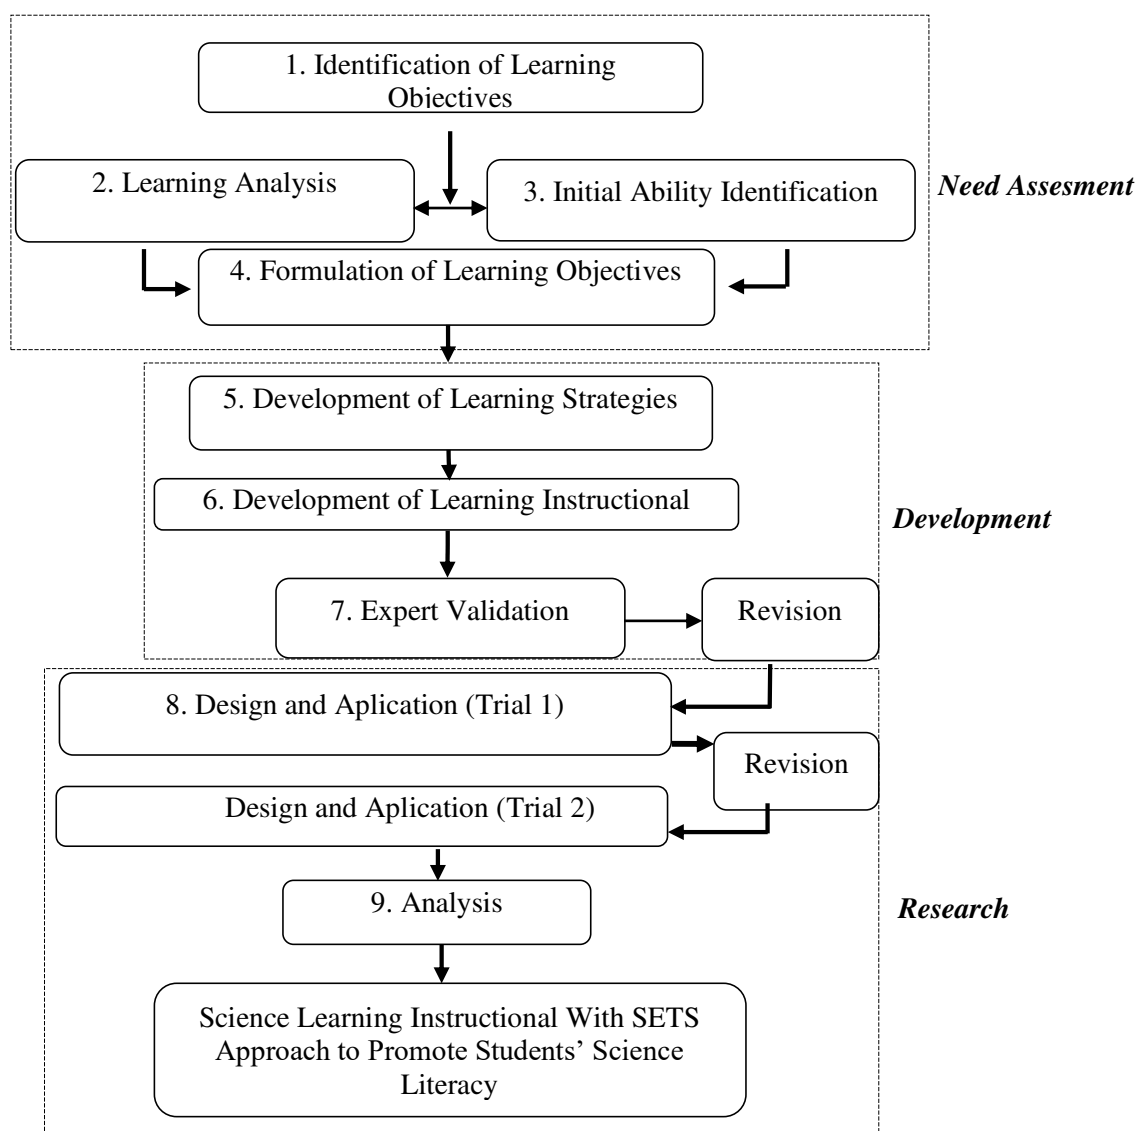 1. Identification of Learning
Objectives
2. Learning Analysis
3. Initial Ability Identification
Need Assesment
4. Formulation of Learning Objectives
5. Development of Learning Strategies
6. Development of Learning Instructional
Development
7. Expert Validation
Revision
8. Design and Aplication (Trial 1)
Revision
Design and Aplication (Trial 2)
9. Analysis
Research
Science Learning Instructional With SETS
Approach to Promote Students’ Science
Literacy